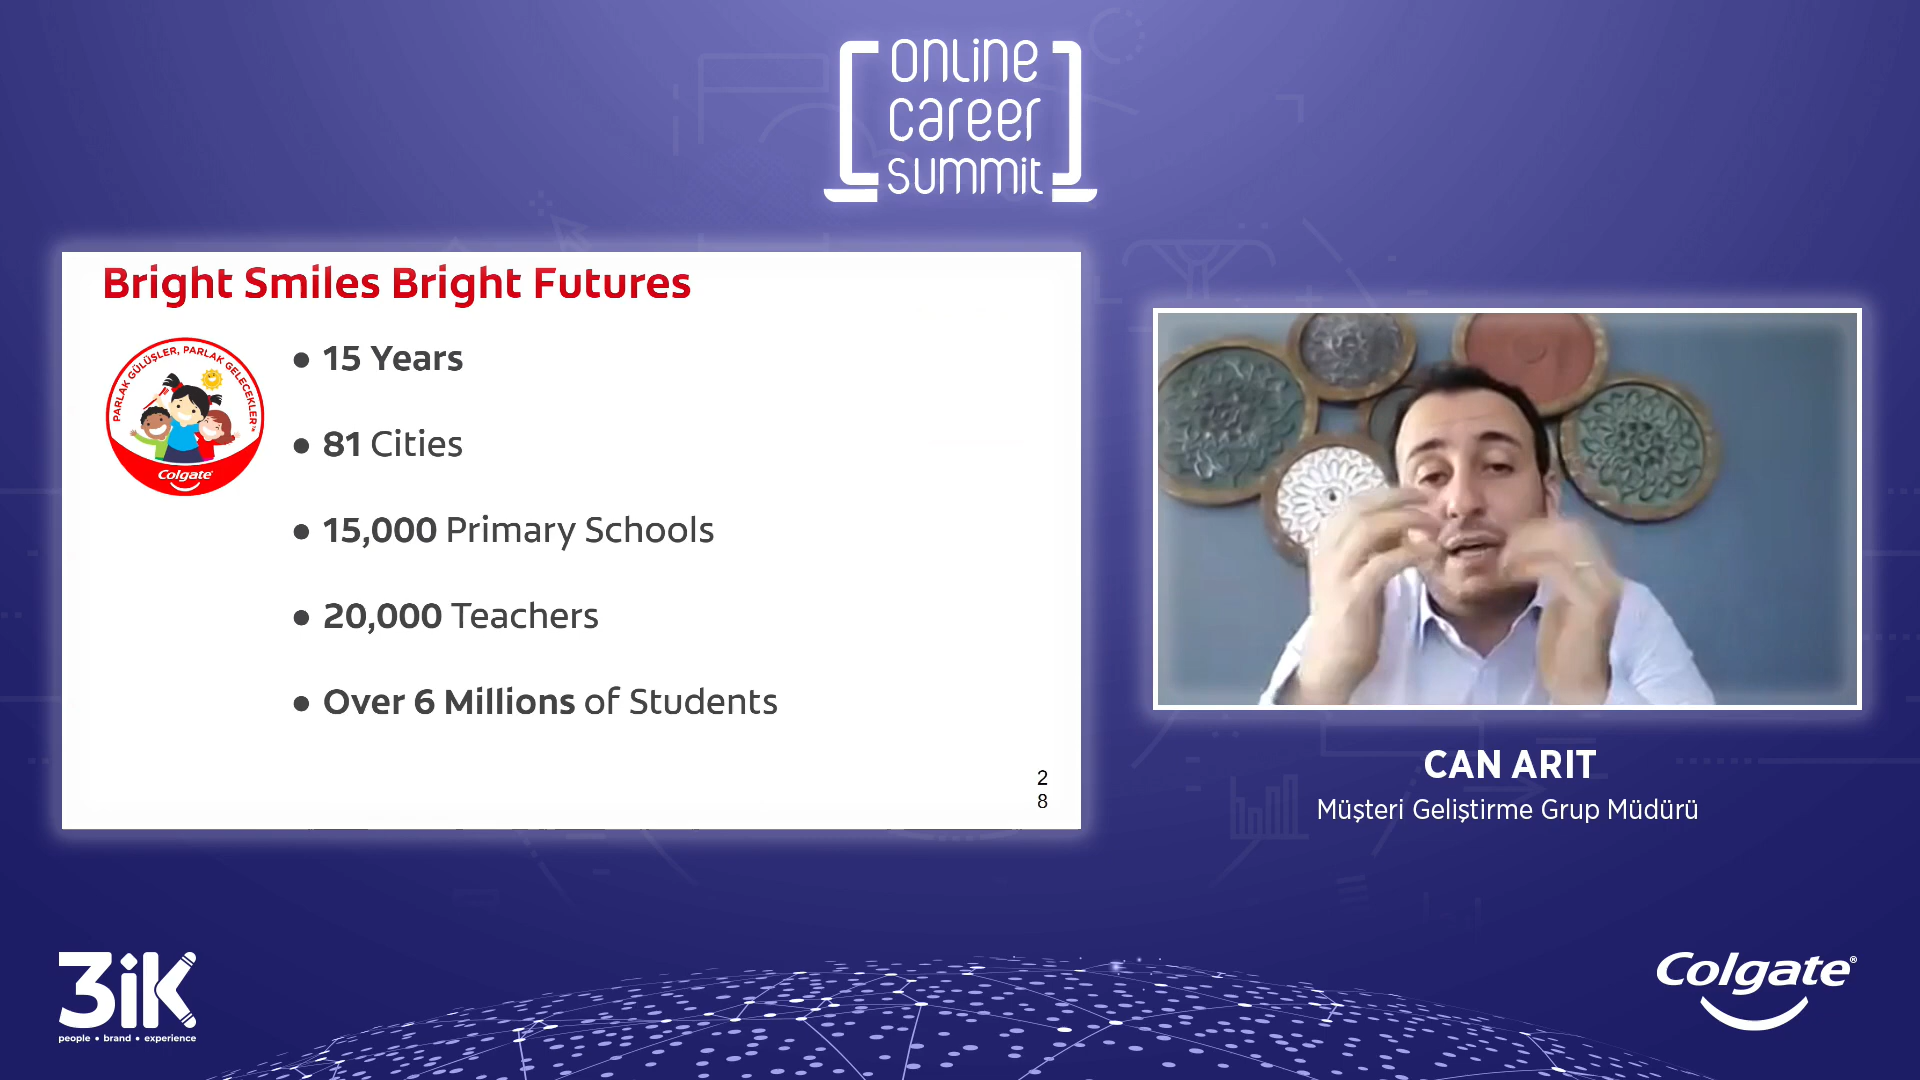 online
career
summit
Bright Smiles Bright Futures
PARLAK GÜLÜŞLER, PARLAK GELECEKLER™
Colgate®
● 15 Years
● 81 Cities
● 15,000 Primary Schools
● 20,000 Teachers
● Over 6 Millions of Students
2
8
CAN ARIT
Müşteri Geliştirme Grup Müdürü
3iK
people • brand • experience
Colgate®